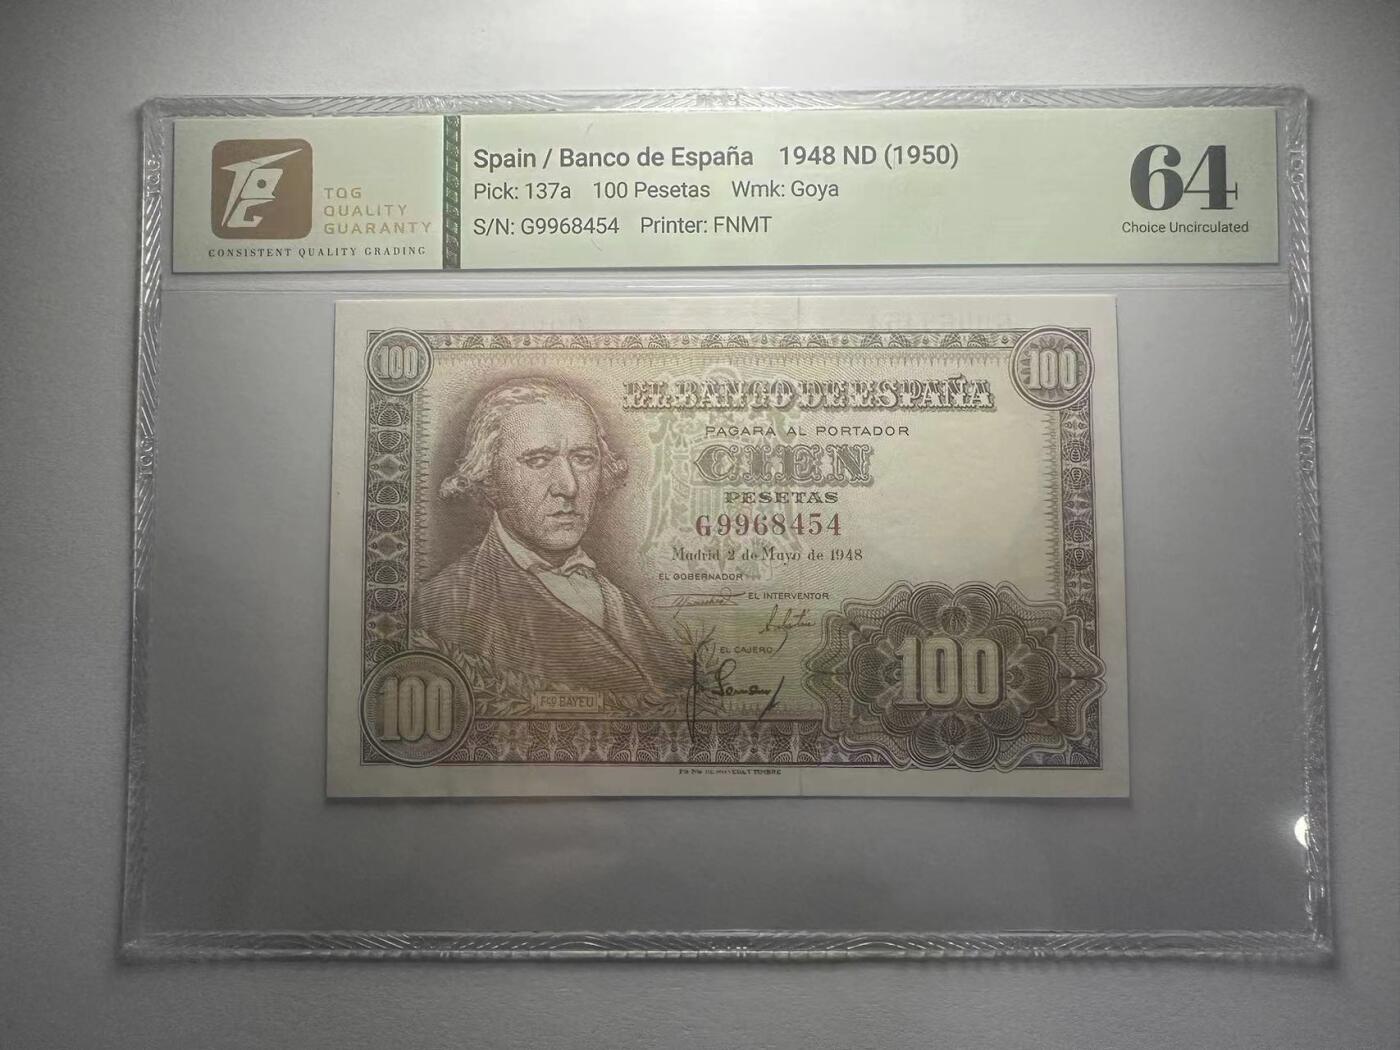 TQG
QUALITY
GUARANTY
CONSISTENT QUALITY GRADING
Spain / Banco de España 1948 ND (1950)
Pick: 137a 100 Pesetas Wmk: Goya
S/N: G9968454 Printer: FNMT
64
Choice Uncirculated
100
100
EL BANCO DE ESPAÑA
PAGARA AL PORTADOR
CIEN
PESETAS
G9968454
Madrid 2 de Mayo de 1948
EL GOBERNADOR
EL INTERVENTOR
EL CAJERO
FCO BAYEU
100
100